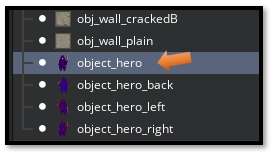 obj_wall_crackedB
obj_wall_plain
object_hero
object_hero_back
object_hero_left
object_hero_right